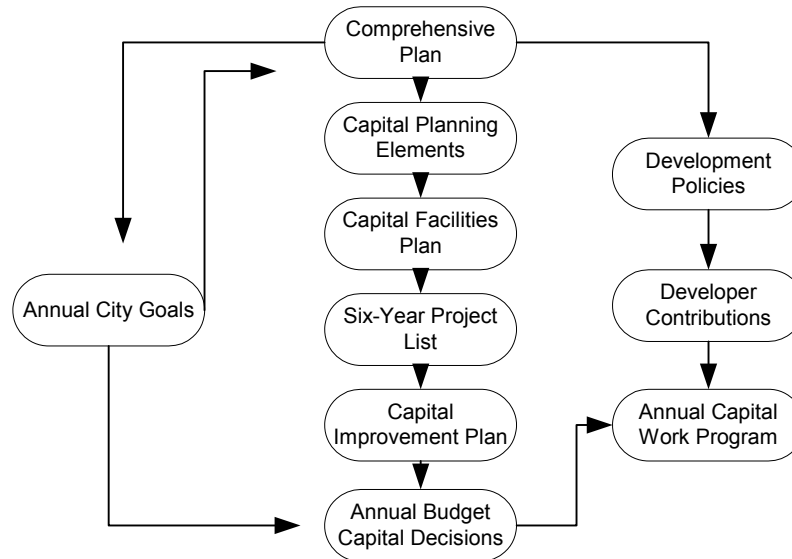 Comprehensive
Plan
Capital Planning
Elements
Development
Policies
Capital Facilities
Plan
Annual City Goals
Six-Year Project
List
Developer
Contributions
Capital
Improvement Plan
Annual Capital
Work Program
Annual Budget
Capital Decisions